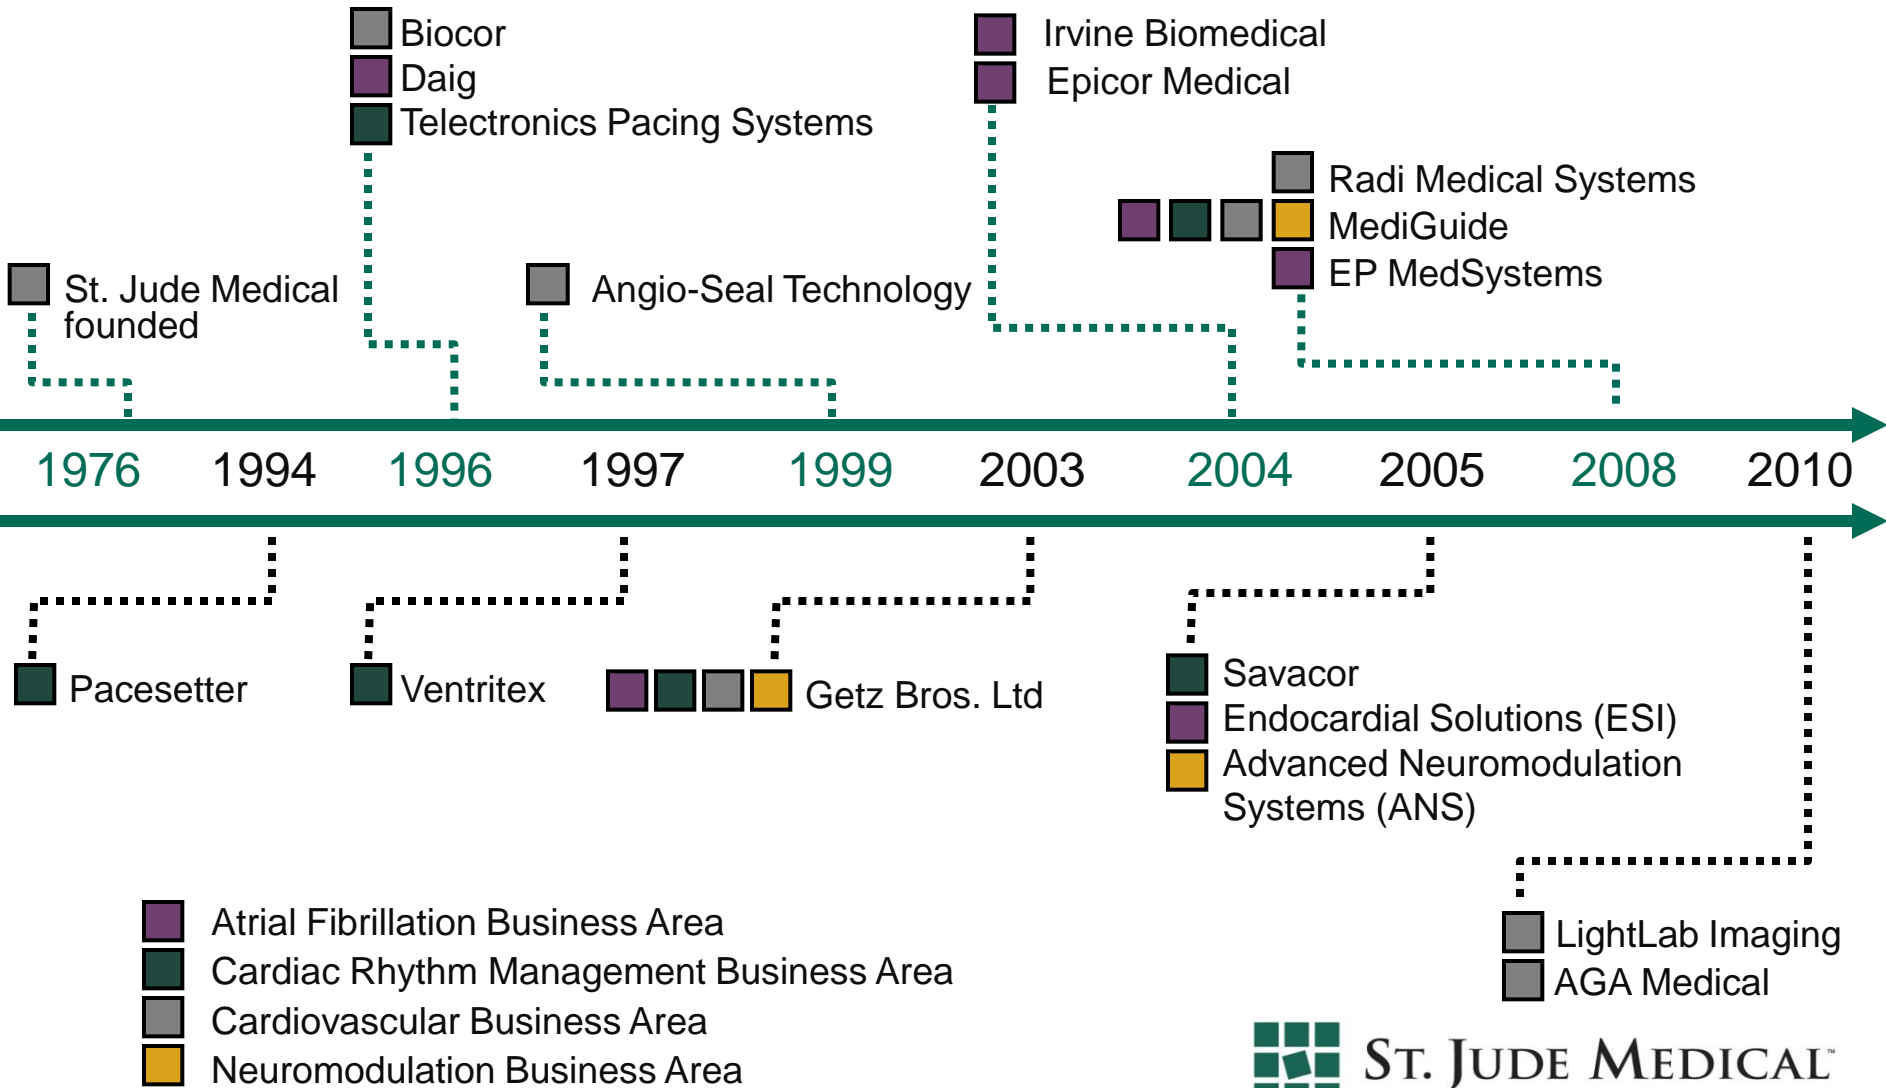 Biocor
Daig
Telectronics Pacing Systems
Irvine Biomedical
Epicor Medical
Radi Medical Systems
MediGuide
EP MedSystems
St. Jude Medical
founded
Angio-Seal Technology
1976 1994 1996 1997 1999 2003 2004 2005 2008 2010
Pacesetter
Ventritex
Getz Bros. Ltd
Savacor
Endocardial Solutions (ESI)
Advanced Neuromodulation
Systems (ANS)
LightLab Imaging
AGA Medical
Atrial Fibrillation Business Area
Cardiac Rhythm Management Business Area
Cardiovascular Business Area
Neuromodulation Business Area
ST. JUDE MEDICAL™